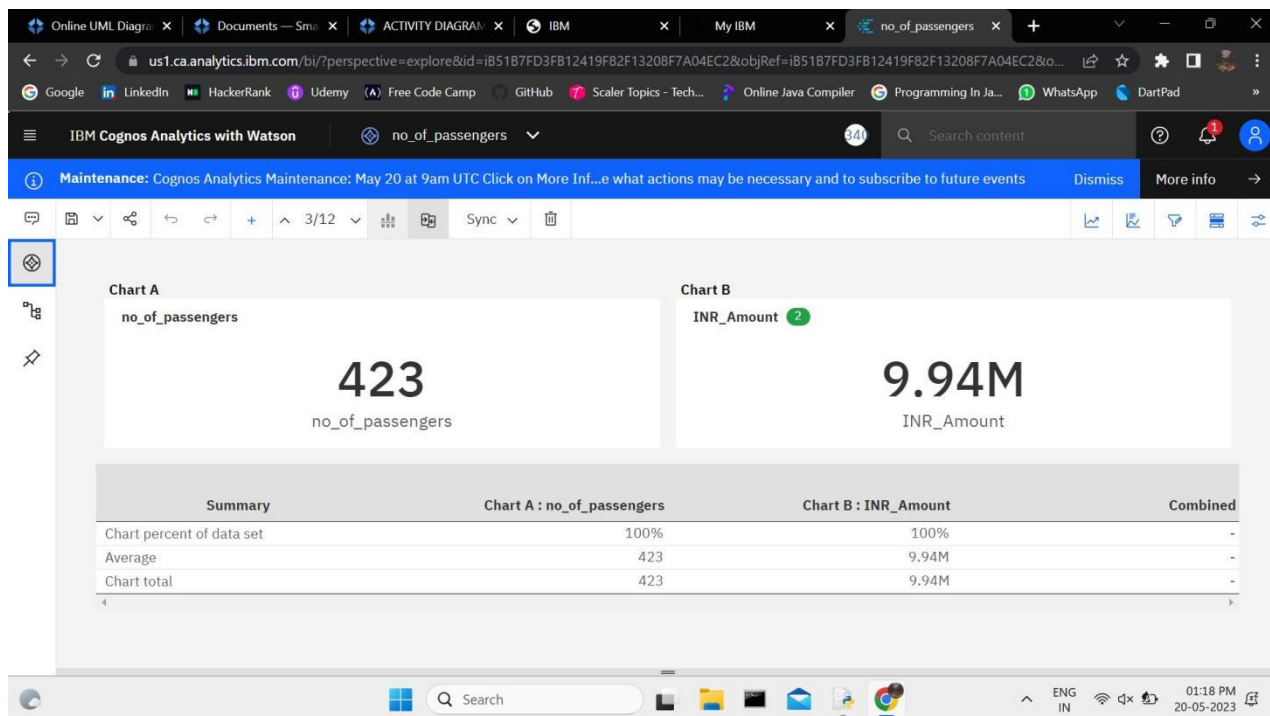 Online UML Diagra
Documents — Sma
ACTIVITY DIAGRAM
IBM
My IBM
no_of_passengers
us1.ca.analytics.ibm.com/bi/?perspective=explore&id=iB51B7FD3FB12419F82F13208F7A04EC2&objRef=iB51B7FD3FB12419F82F13208F7A04EC2&o...
Google LinkedIn HackerRank Udemy Free Code Camp GitHub Scaler Topics - Tech... Online Java Compiler Programming In Ja... WhatsApp DartPad »
IBM Cognos Analytics with Watson no_of_passengers 340 Search content 1
Maintenance: Cognos Analytics Maintenance: May 20 at 9am UTC Click on More Inf...e what actions may be necessary and to subscribe to future events Dismiss More info
3/12 Sync
Chart A
no_of_passengers
423
no_of_passengers
Chart B
INR_Amount 2
9.94M
INR_Amount
Summary Chart A : no_of_passengers Chart B : INR_Amount Combined
Chart percent of data set 100% 100% -
Average 423 9.94M -
Chart total 423 9.94M -
Search
ENG
IN
01:18 PM
20-05-2023